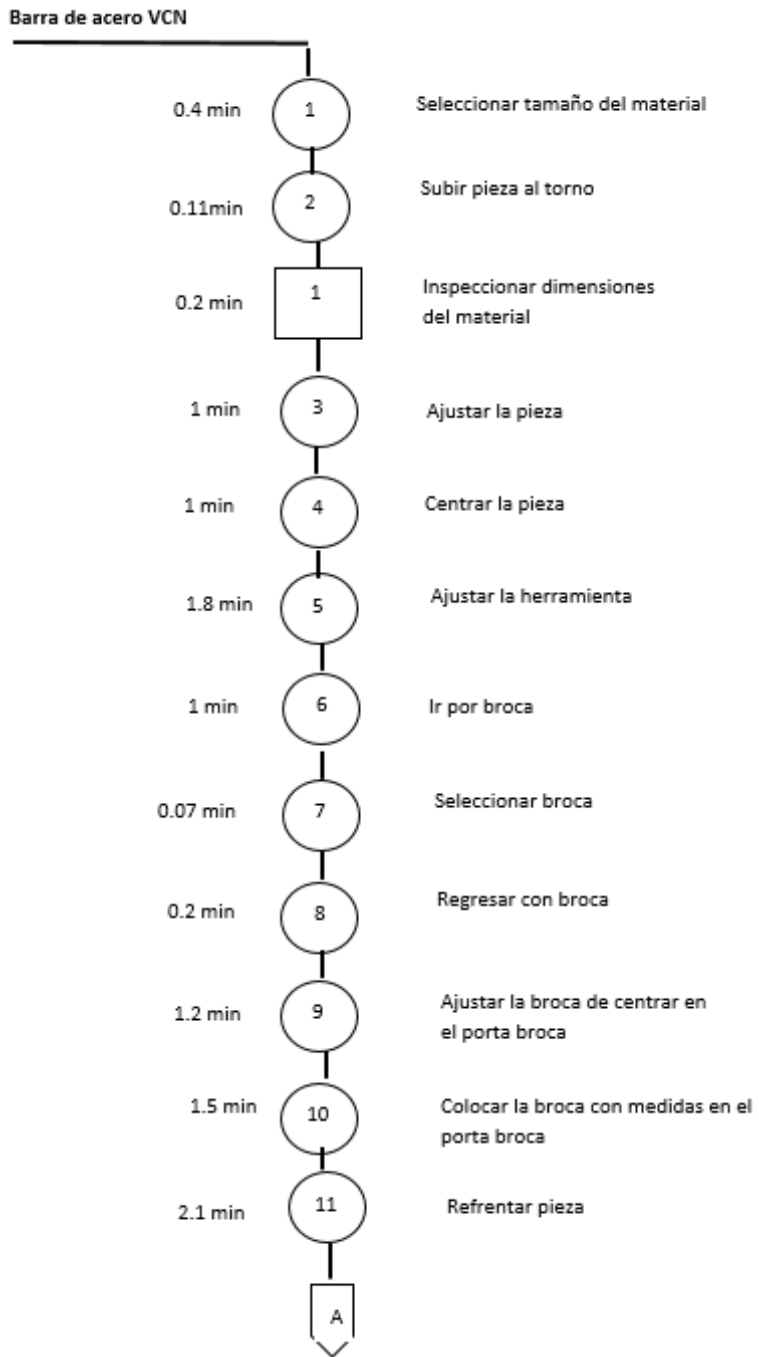 Barra de acero VCN
0.4 min 1 Seleccionar tamaño del material
0.11min 2 Subir pieza al torno
0.2 min 1 Inspeccionar dimensiones
del material
1 min 3 Ajustar la pieza
1 min 4 Centrar la pieza
1.8 min 5 Ajustar la herramienta
1 min 6 Ir por broca
0.07 min 7 Seleccionar broca
0.2 min 8 Regresar con broca
1.2 min 9 Ajustar la broca de centrar en
el porta broca
1.5 min 10 Colocar la broca con medidas en el
porta broca
2.1 min 11 Refrentar pieza
A